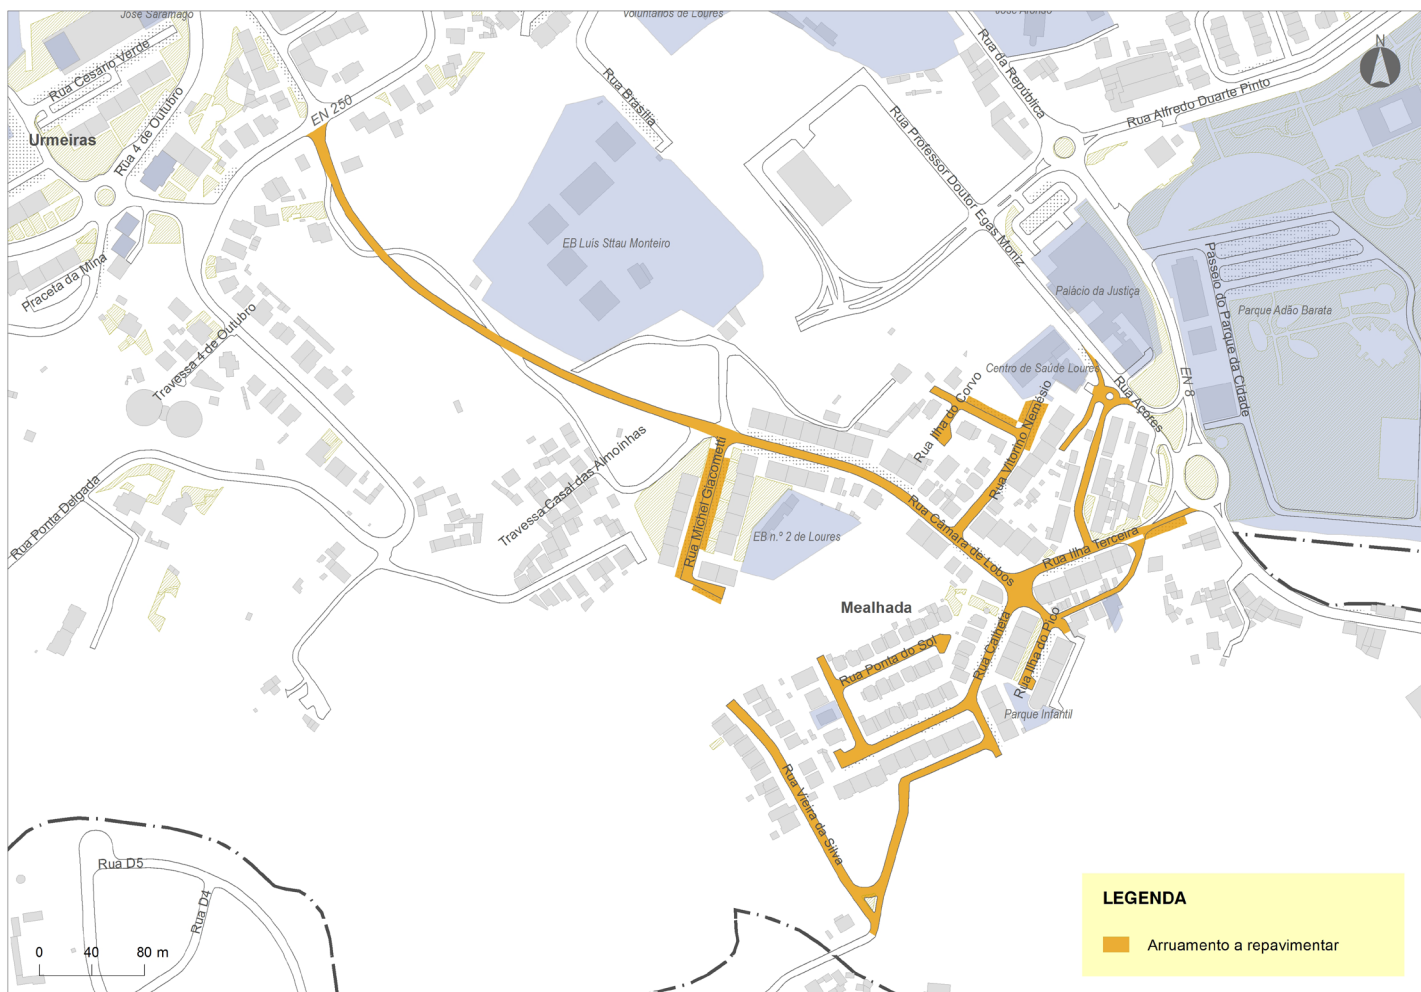 José Saramago
Voluntários de Loures
José Afonso
N
Rua Cesário Verde
Rua da República
Rua Brasília
EN 250
Rua Alfredo Duarte Pinto
Urmeiras
Rua 4 de Outubro
Rua Professor Doutor Egas Moniz
EB Luis Sttau Monteiro
Praceta da Mina
Palácio da Justiça
Passeio do Parque da Cidade
Parque Adão Barata
Travessa 4 de Outubro
Centro de Saúde Loures
EN 8
Rua Açores
Rua Ilha do Corvo
Rua Vitorino Nemésio
Travessa Casal das Almoínhas
Rua Michel Giacometti
Rua Ponta Delgada
EB n.º 2 de Loures
Rua Câmara de Lobos
Rua Ilha Terceira
Mealhada
Rua Ponta do Sol
Rua Calheta
Rua Ilha do Pico
Parque Infantil
Rua Vieira da Silva
Rua D5
Rua D4
0 40 80 m
LEGENDA
Arruamento a repavimentar